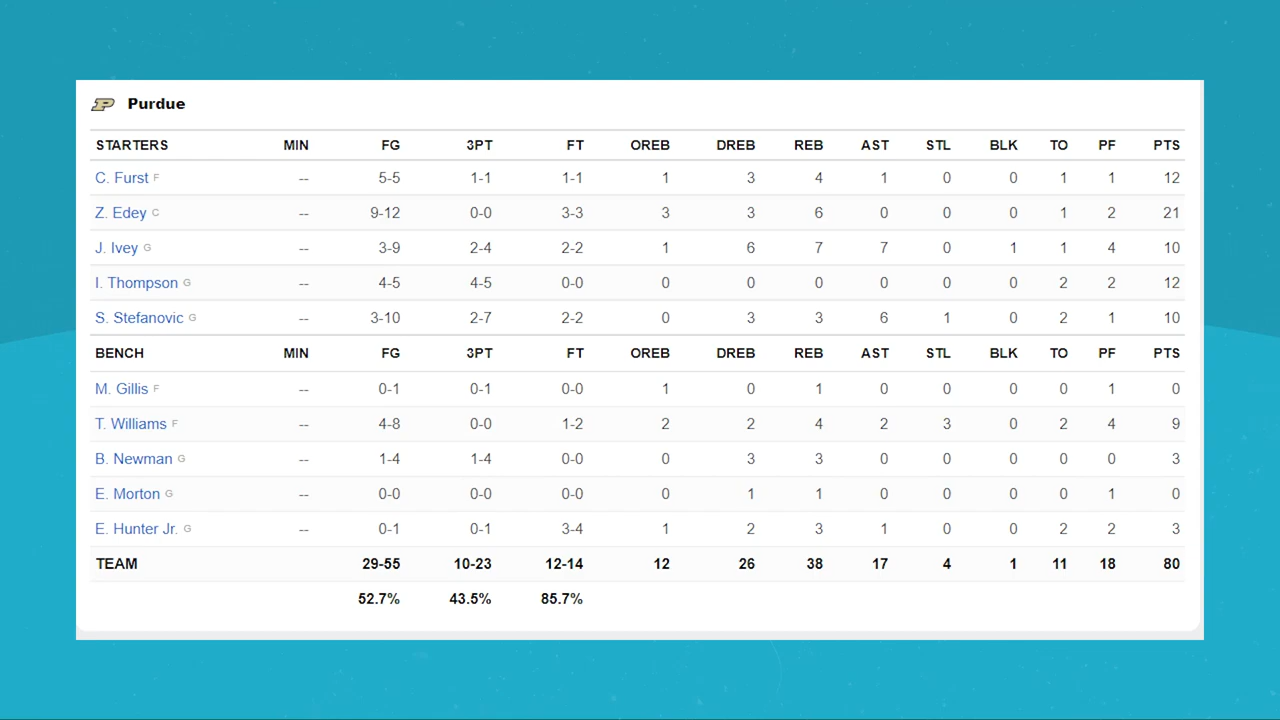 P Purdue
STARTERS MIN FG 3PT FT OREB DREB REB AST STL BLK TO PF PTS
C. Furst F -- 5-5 1-1 1-1 1 3 4 1 0 0 1 1 12
Z. Edey C -- 9-12 0-0 3-3 3 3 6 0 0 0 1 2 21
J. Ivey G -- 3-9 2-4 2-2 1 6 7 7 0 1 1 4 10
I. Thompson G -- 4-5 4-5 0-0 0 0 0 0 0 0 2 2 12
S. Stefanovic G -- 3-10 2-7 2-2 0 3 3 6 1 0 2 1 10
BENCH MIN FG 3PT FT OREB DREB REB AST STL BLK TO PF PTS
M. Gillis F -- 0-1 0-1 0-0 1 0 1 0 0 0 0 1 0
T. Williams F -- 4-8 0-0 1-2 2 2 4 2 3 0 2 4 9
B. Newman G -- 1-4 1-4 0-0 0 3 3 0 0 0 0 0 3
E. Morton G -- 0-0 0-0 0-0 0 1 1 0 0 0 0 1 0
E. Hunter Jr. G -- 0-1 0-1 3-4 1 2 3 1 0 0 2 2 3
TEAM 29-55 10-23 12-14 12 26 38 17 4 1 11 18 80
52.7% 43.5% 85.7%